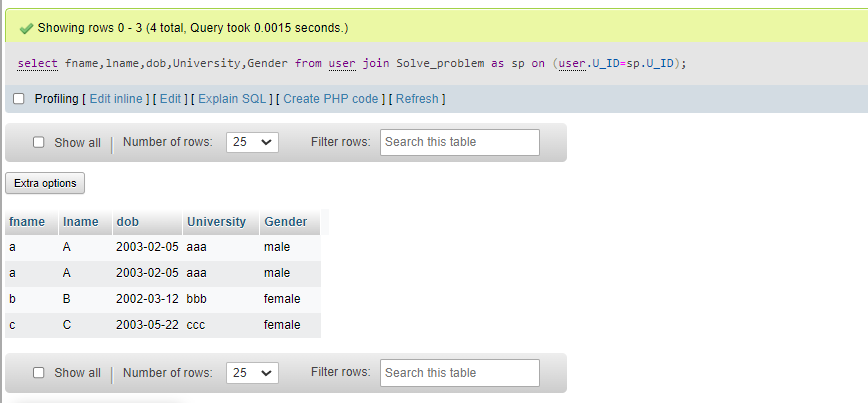 Showing rows 0 - 3 (4 total, Query took 0.0015 seconds.)
select fname,lname,dob,University,Gender from user join Solve_problem as sp on (user.U_ID=sp.U_ID);
Profiling [ Edit inline ] [ Edit ] [ Explain SQL ] [ Create PHP code ] [ Refresh ]
Show all Number of rows: 25 Filter rows: Search this table
Extra options
fname lname dob University Gender
a A 2003-02-05 aaa male
a A 2003-02-05 aaa male
b B 2002-03-12 bbb female
c C 2003-05-22 ccc female
Show all Number of rows: 25 Filter rows: Search this table